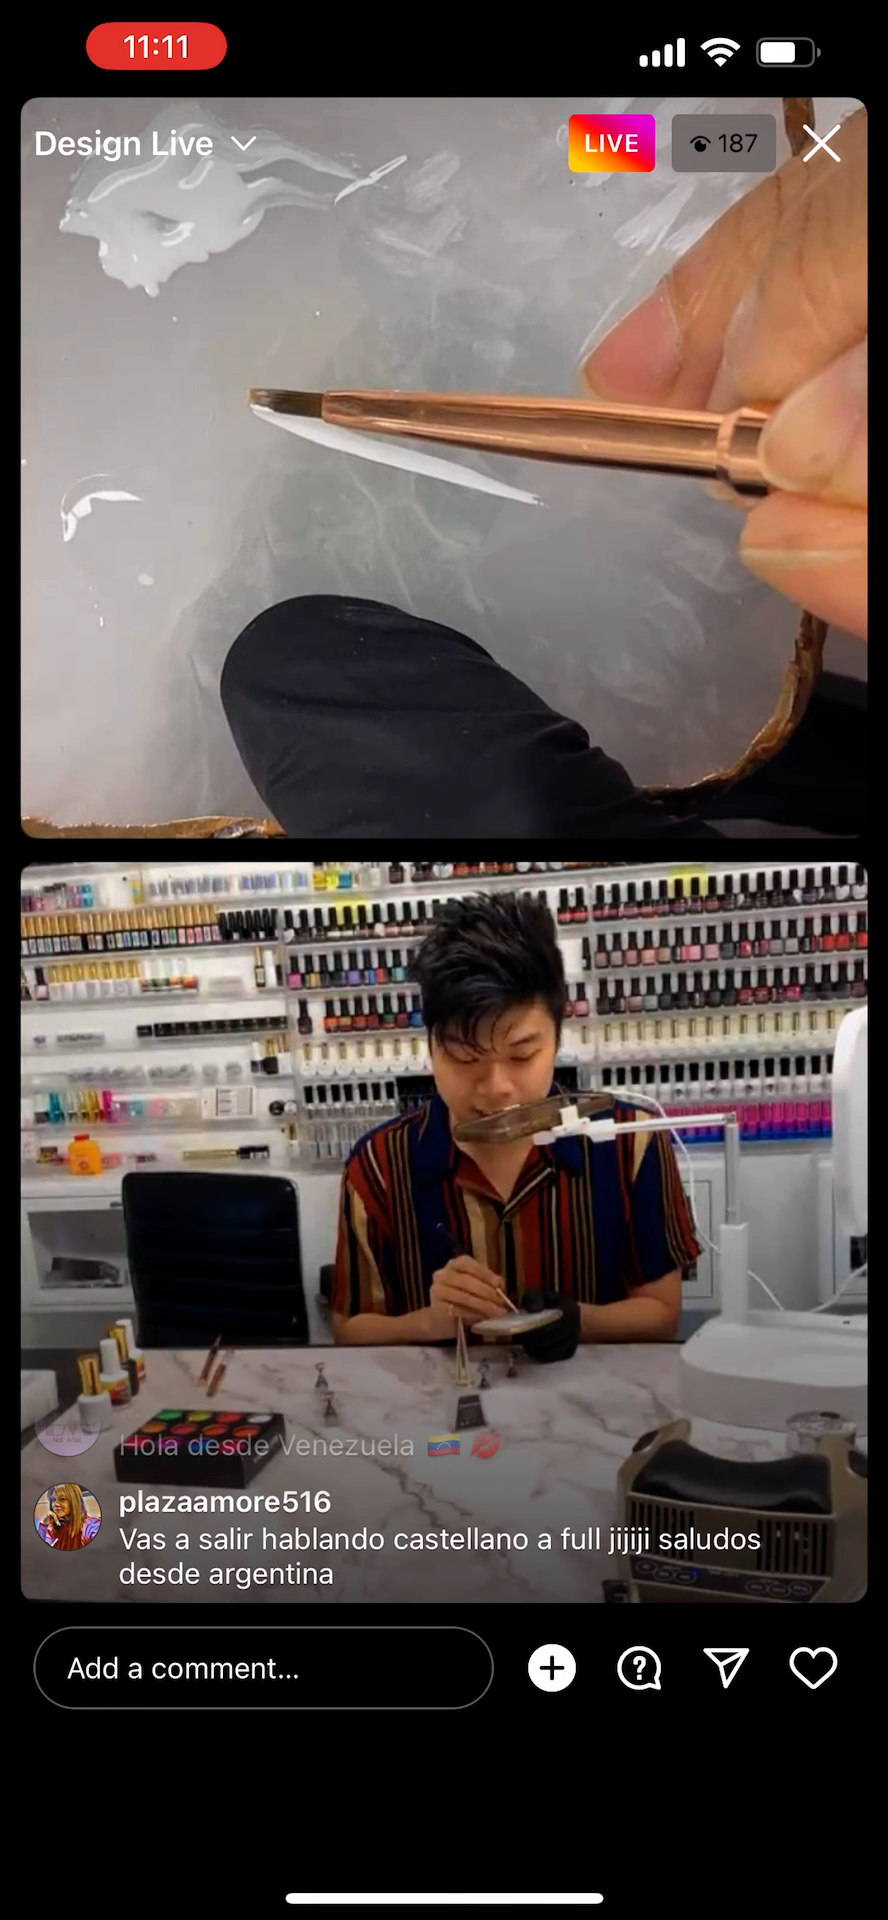 11:11
Design Live
LIVE
187
Hola desde Venezuela 🇻🇪 💋
plazaamore516
Vas a salir hablando castellano a full jijiji saludos
desde argentina
Add a comment...